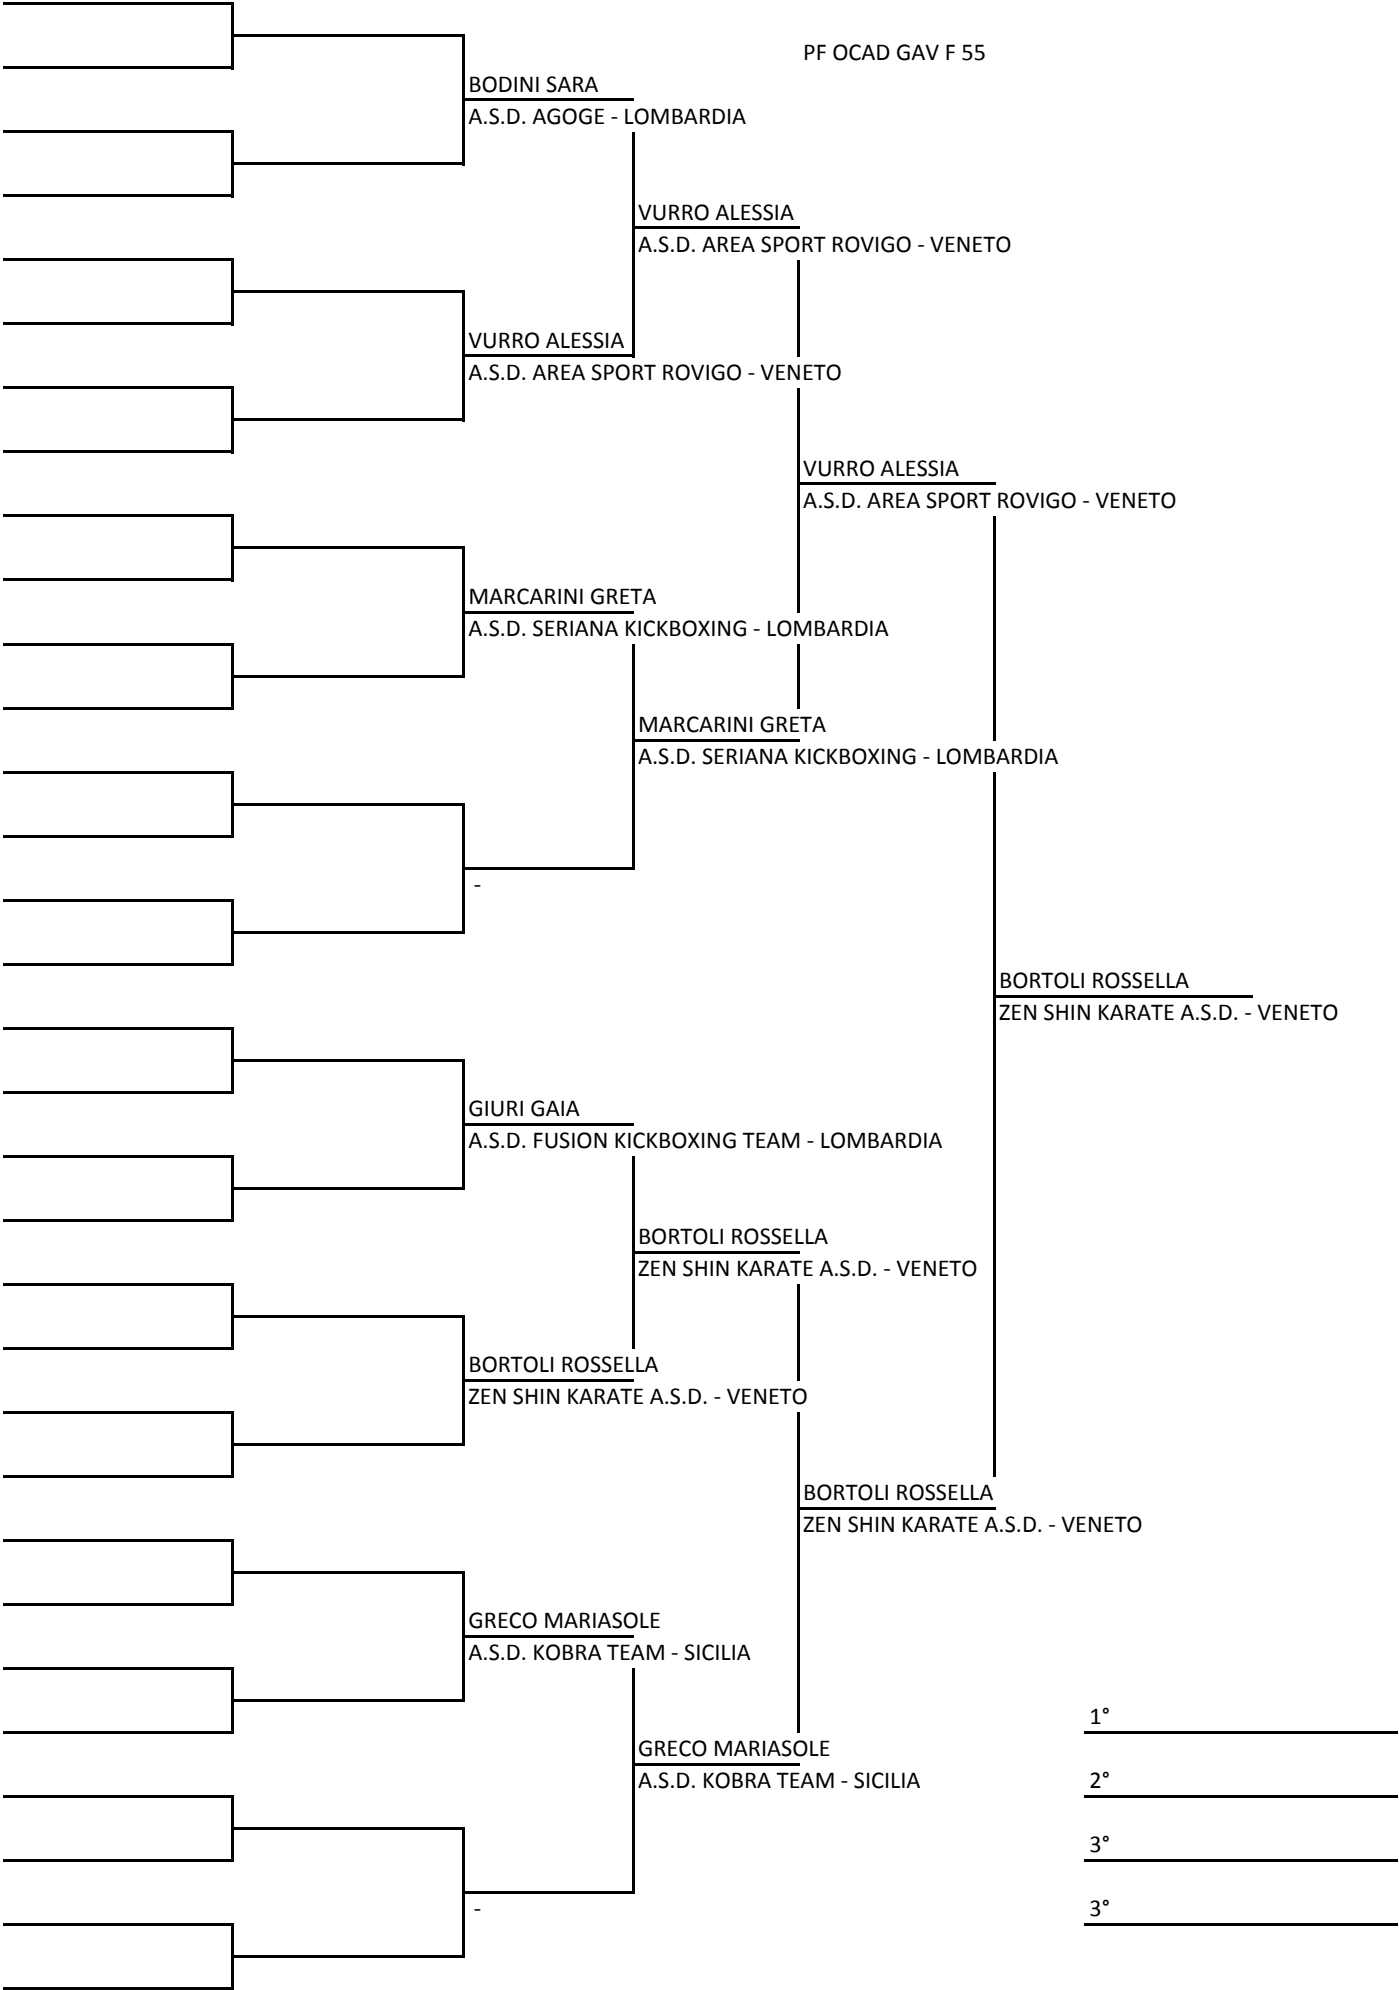 PF OCAD GAV F 55
BODINI SARA
A.S.D. AGOGE - LOMBARDIA
VURRO ALESSIA
A.S.D. AREA SPORT ROVIGO - VENETO
VURRO ALESSIA
A.S.D. AREA SPORT ROVIGO - VENETO
VURRO ALESSIA
A.S.D. AREA SPORT ROVIGO - VENETO
MARCARINI GRETA
A.S.D. SERIANA KICKBOXING - LOMBARDIA
MARCARINI GRETA
A.S.D. SERIANA KICKBOXING - LOMBARDIA
-
BORTOLI ROSSELLA
ZEN SHIN KARATE A.S.D. - VENETO
GIURI GAIA
A.S.D. FUSION KICKBOXING TEAM - LOMBARDIA
BORTOLI ROSSELLA
ZEN SHIN KARATE A.S.D. - VENETO
BORTOLI ROSSELLA
ZEN SHIN KARATE A.S.D. - VENETO
BORTOLI ROSSELLA
ZEN SHIN KARATE A.S.D. - VENETO
GRECO MARIASOLE
A.S.D. KOBRA TEAM - SICILIA
GRECO MARIASOLE
A.S.D. KOBRA TEAM - SICILIA
-
1°
2°
3°
3°